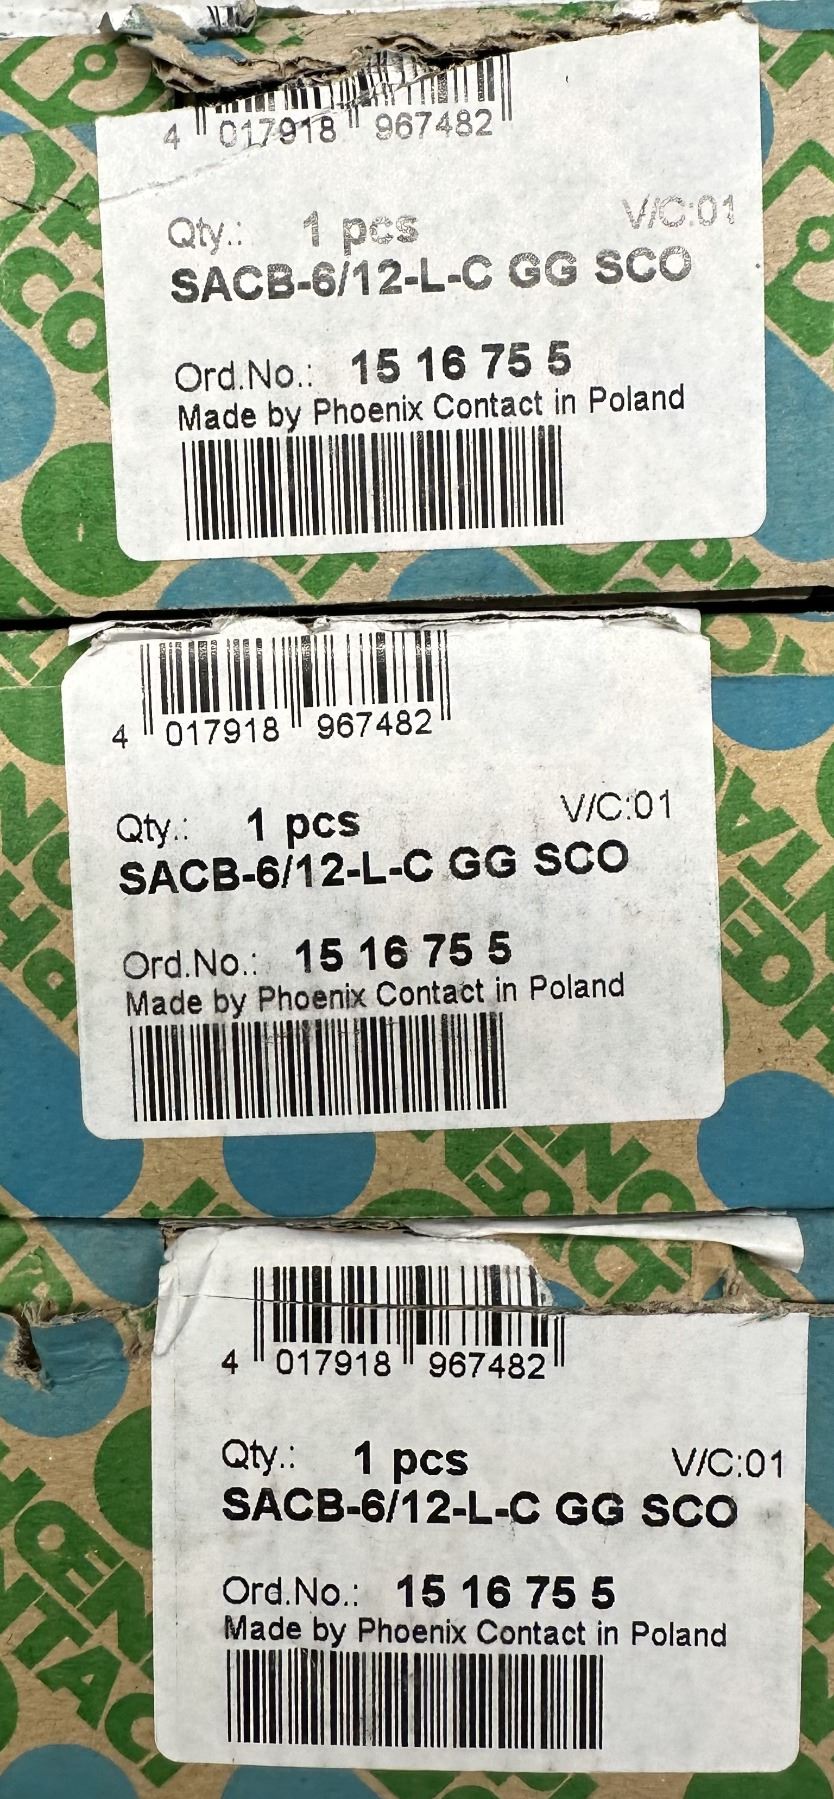 4 017918 967482
Qty.: 1 pcs V/C:01
SACB-6/12-L-C GG SCO
Ord.No.: 15 16 75 5
Made by Phoenix Contact in Poland
4 017918 967482
Qty.: 1 pcs V/C:01
SACB-6/12-L-C GG SCO
Ord.No.: 15 16 75 5
Made by Phoenix Contact in Poland
4 017918 967482
Qty.: 1 pcs V/C:01
SACB-6/12-L-C GG SCO
Ord.No.: 15 16 75 5
Made by Phoenix Contact in Poland